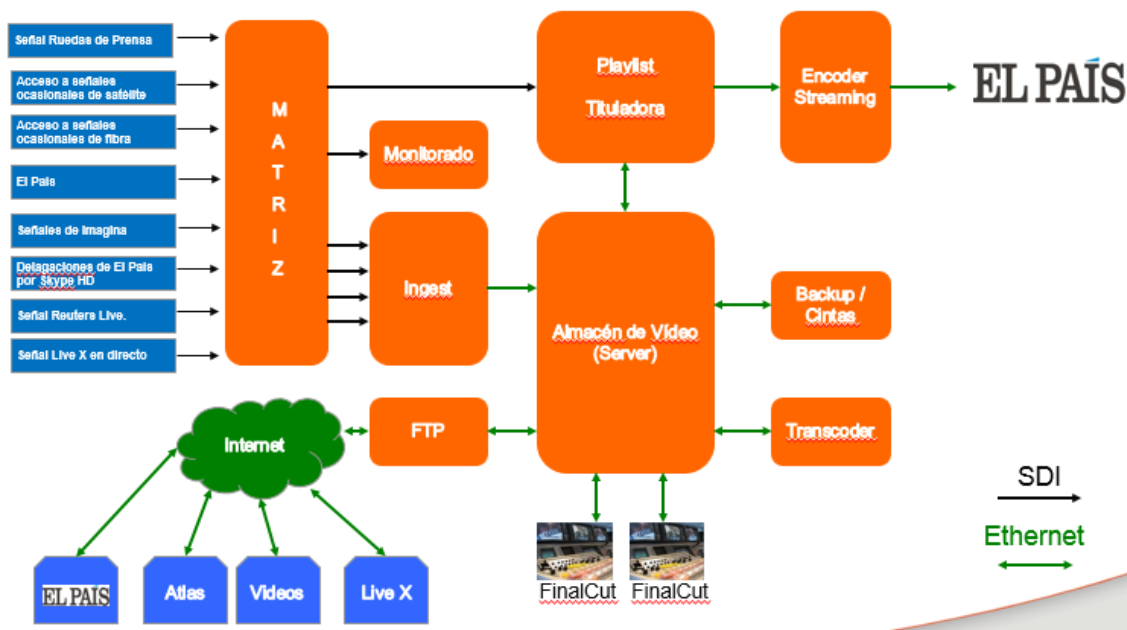 Señal Ruedas de Prensa
Acceso a señales
ocasionales de satélite
Acceso a señales
ocasionales de fibra
El País
Señales de Imagina
Delagaciones de El País
por Skype HD
Señal Reuters Live.
Señal Live X en directo
M
A
T
R
I
Z
Monitorado
Ingest
Playlist
Tituladora
Encoder
Streaming
EL PAÍS
Almacén de Vídeo
(Server)
Backup /
Cintas
Transcoder
FTP
Internet
EL PAÍS
Atlas
Videos
Live X
FinalCut
FinalCut
SDI
Ethernet